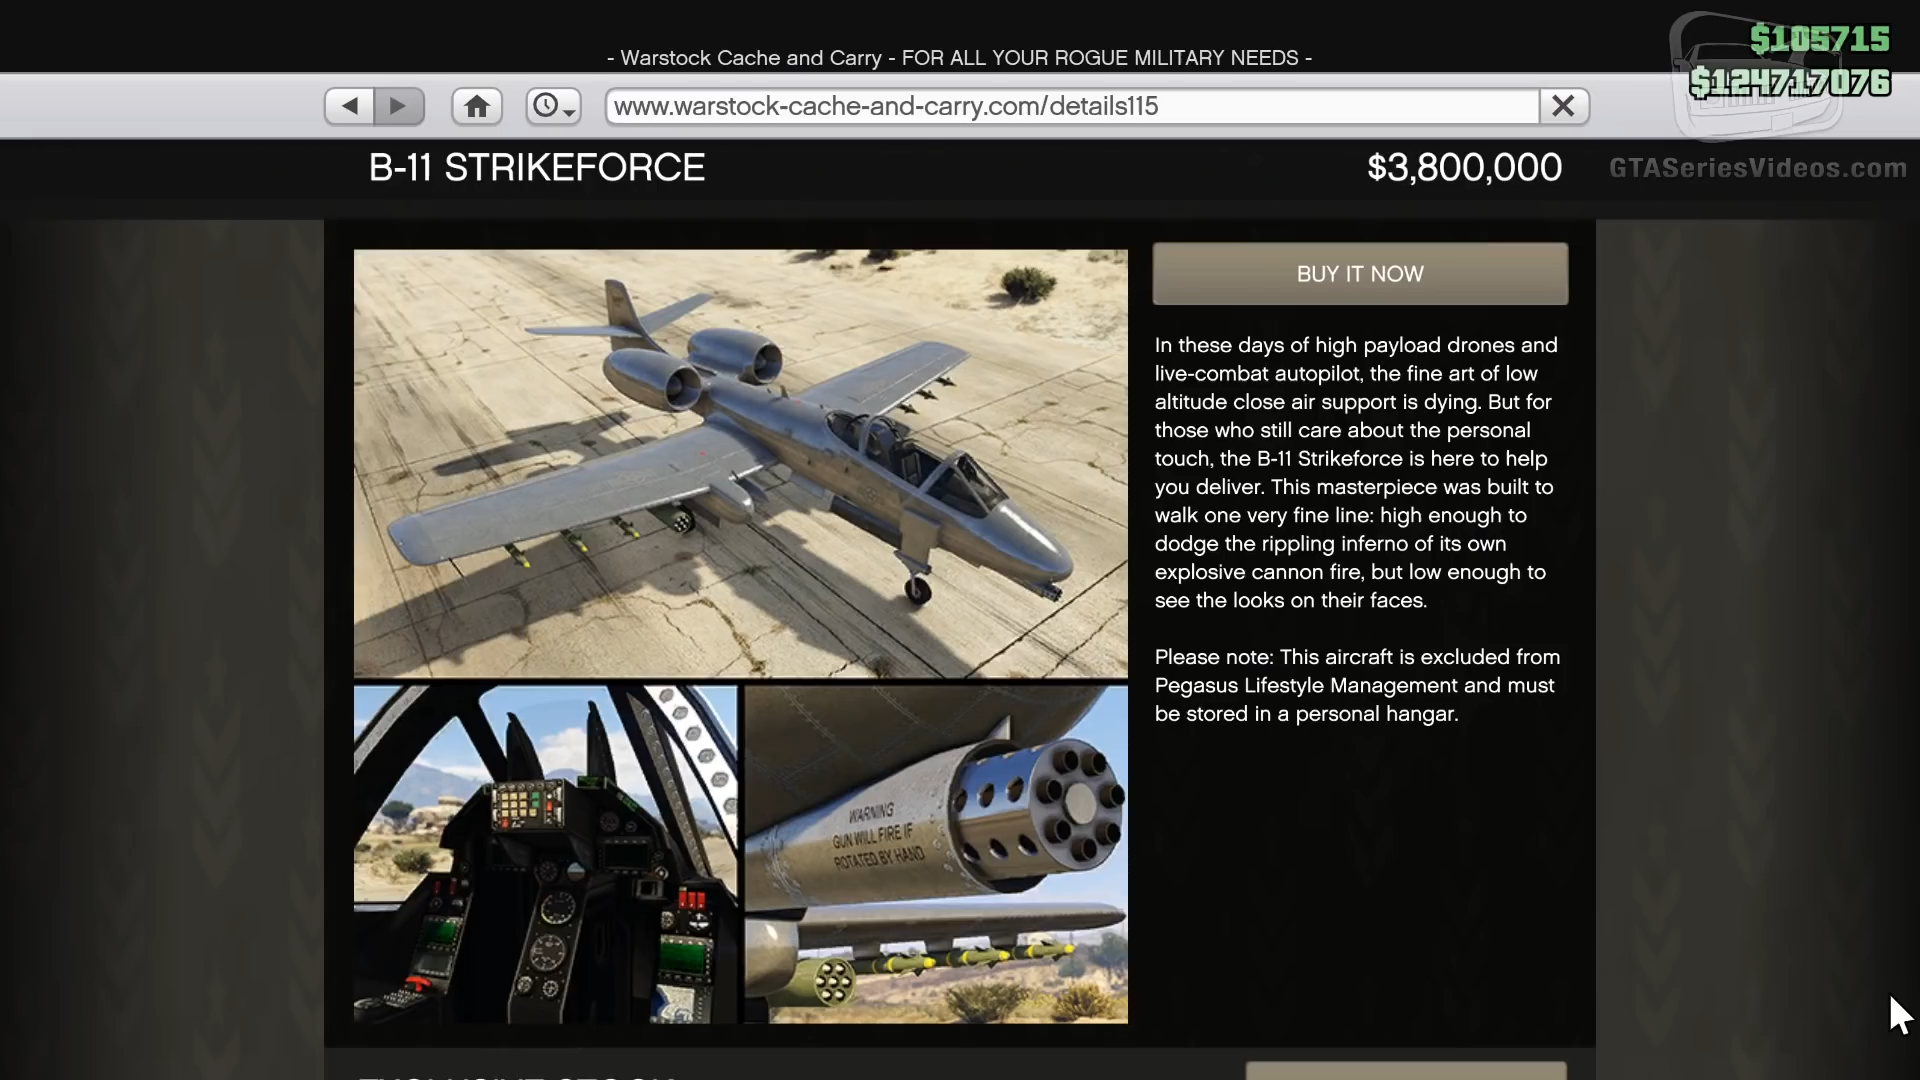 $105715
- Warstock Cache and Carry - FOR ALL YOUR ROGUE MILITARY NEEDS -
$124717076
www.warstock-cache-and-carry.com/details115
B-11 STRIKEFORCE
$3,800,000
GTASeriesVideos.com
BUY IT NOW
In these days of high payload drones and
live-combat autopilot, the fine art of low
altitude close air support is dying. But for
those who still care about the personal
touch, the B-11 Strikeforce is here to help
you deliver. This masterpiece was built to
walk one very fine line: high enough to
dodge the rippling inferno of its own
explosive cannon fire, but low enough to
see the looks on their faces.
Please note: This aircraft is excluded from
Pegasus Lifestyle Management and must
be stored in a personal hangar.
WARNING
GUN WILL FIRE IF
ROTATED BY HAND